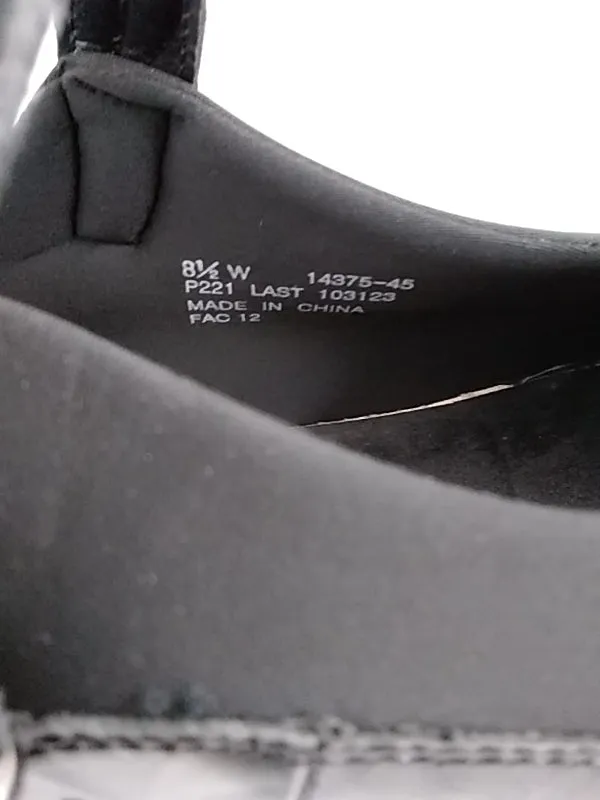 8½ W 14375-45
P221 LAST 103123
MADE IN CHINA
FAC 12